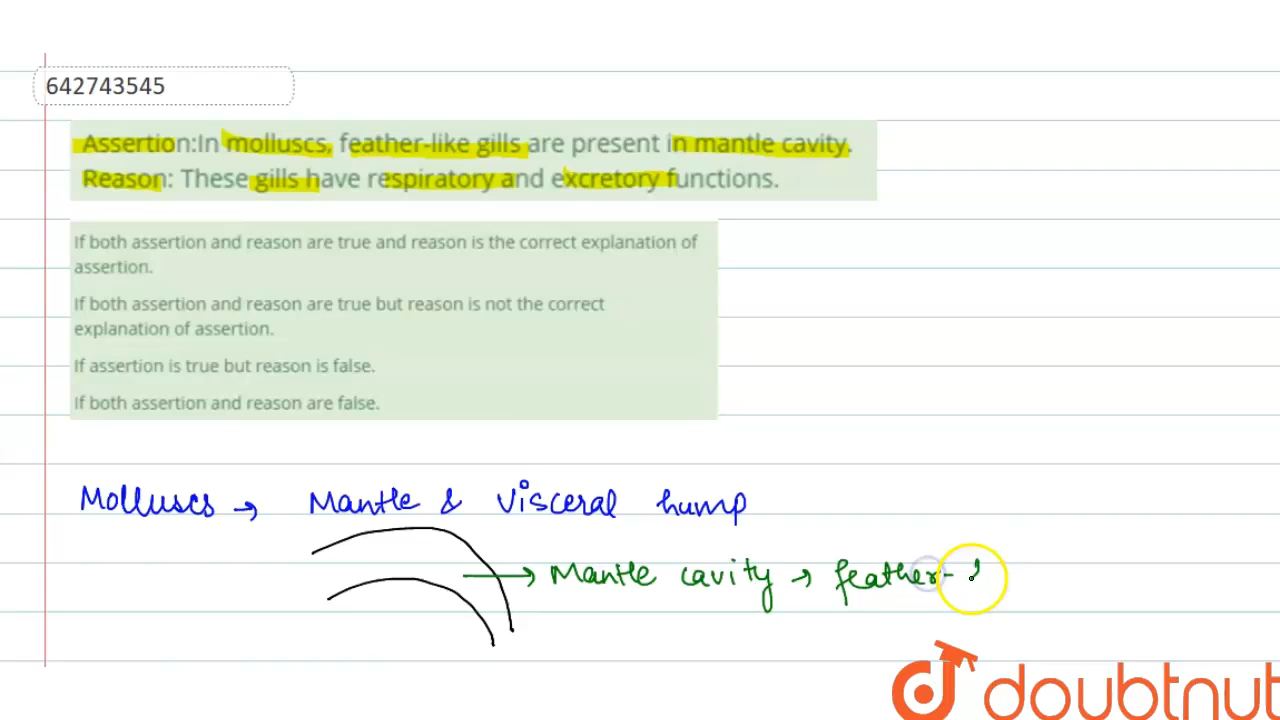 642743545
Assertion:In molluscs, feather-like gills are present in mantle cavity.
Reason: These gills have respiratory and excretory functions.
If both assertion and reason are true and reason is the correct explanation of
assertion.
If both assertion and reason are true but reason is not the correct
explanation of assertion.
If assertion is true but reason is false.
If both assertion and reason are false.
Molluscs → Mantle & visceral hump
→ Mantle cavity → feather-
doubtnut